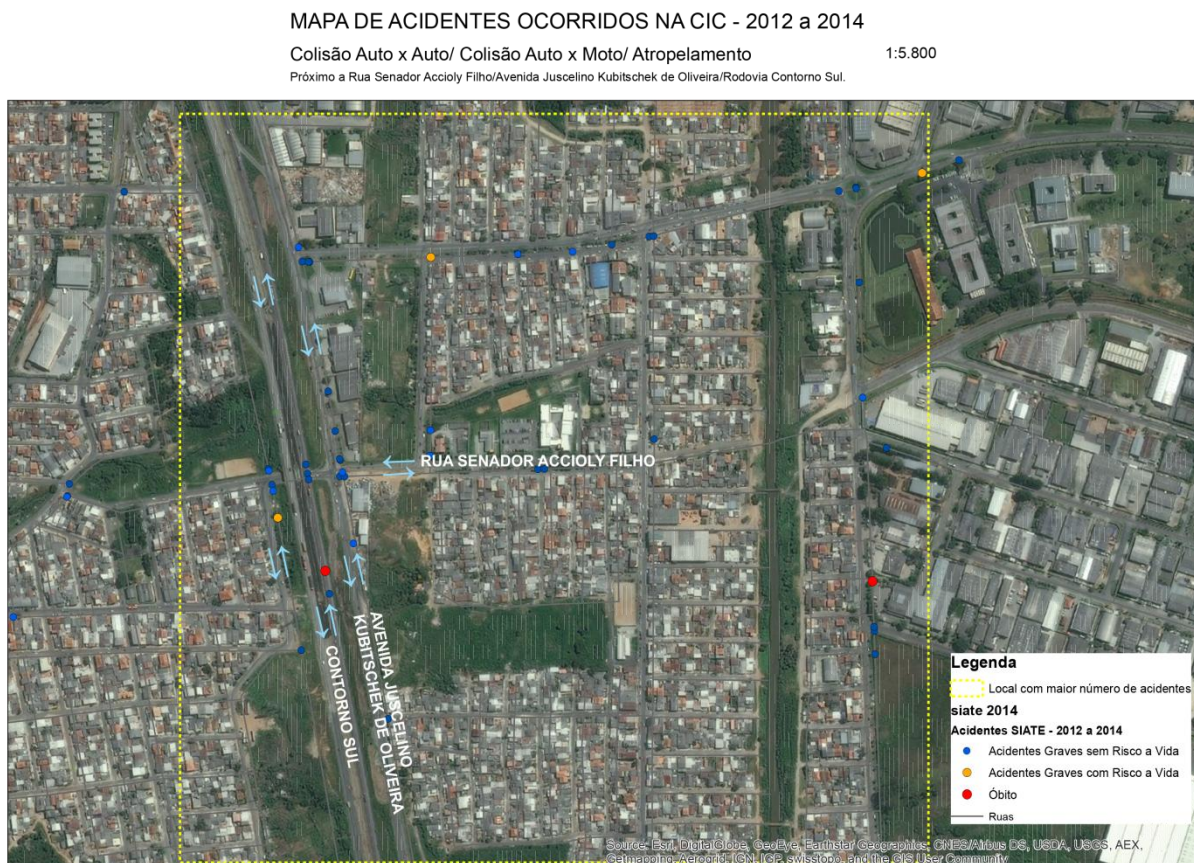 MAPA DE ACIDENTES OCORRIDOS NA CIC - 2012 a 2014
Colisão Auto x Auto/ Colisão Auto x Moto/ Atropelamento
1:5.800
Próximo a Rua Senador Accioly Filho/Avenida Juscelino Kubitschek de Oliveira/Rodovia Contorno Sul.
RUA SENADOR ACCIOLY FILHO
AVENIDA JUSCELINO
KUBITSCHEK DE OLIVEIRA
CONTORNO SUL
Legenda
Local com maior número de acidentes
siate 2014
Acidentes SIATE - 2012 a 2014
Acidentes Graves sem Risco a Vida
Acidentes Graves com Risco a Vida
Óbito
Ruas
Source: Esri, DigitalGlobe, GeoEye, Earthstar Geographics, CNES/Airbus DS, USDA, USGS, AEX,
Getmapping, Aerogrid, IGN, IGP, swisstopo, and the GIS User Community